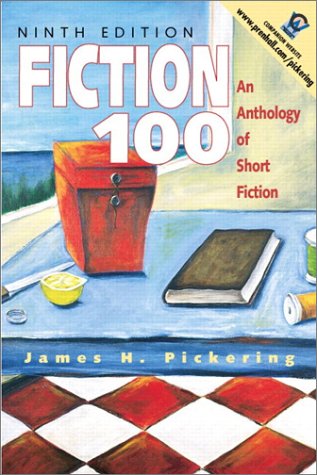 NINTH EDITION
FICTION
100
An
Anthology
of
Short
Fiction
COMPANION WEBSITE
www.prenhall.com/pickering
James H. Pickering